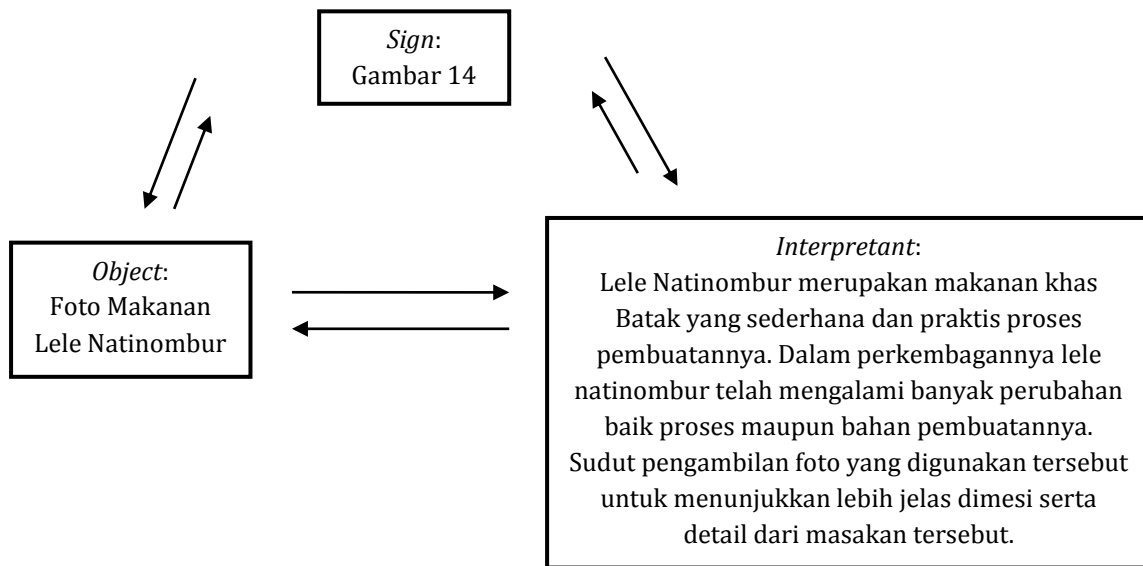 Sign:
Gambar 14
Object:
Foto Makanan
Lele Natinombur
Interpretant:
Lele Natinombur merupakan makanan khas
Batak yang sederhana dan praktis proses
pembuatannya. Dalam perkembagannya lele
natinombur telah mengalami banyak perubahan
baik proses maupun bahan pembuatannya.
Sudut pengambilan foto yang digunakan tersebut
untuk menunjukkan lebih jelas dimesi serta
detail dari masakan tersebut.